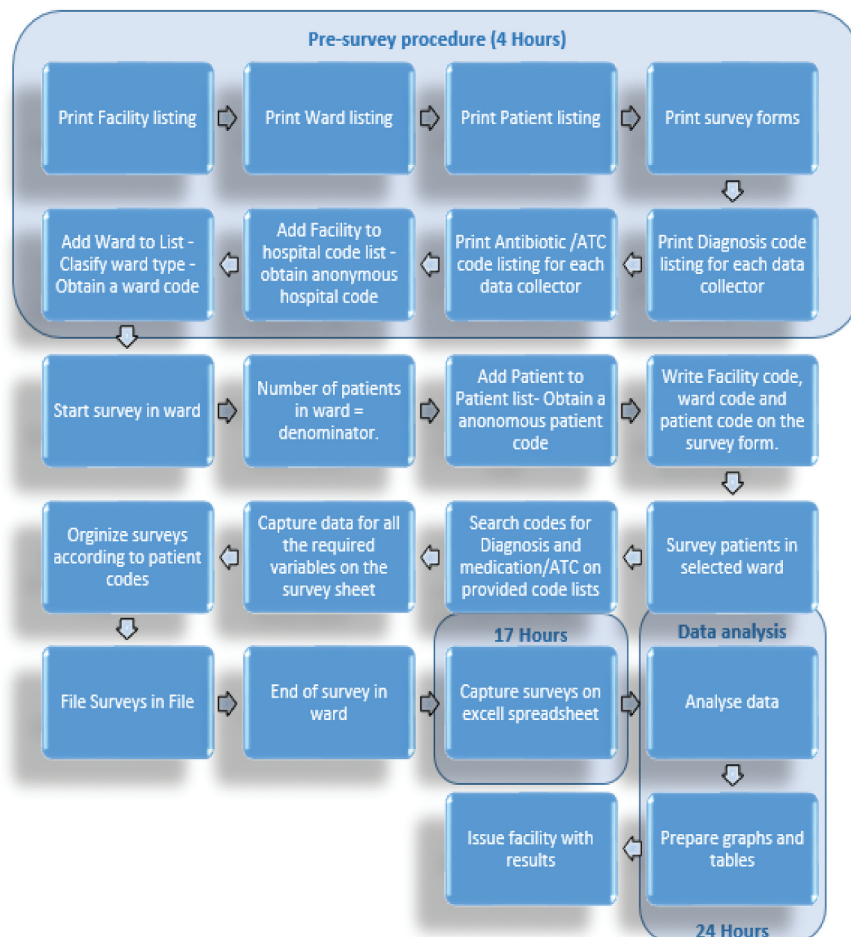 Pre-survey procedure (4 Hours)
Print Facility listing
Print Ward listing
Print Patient listing
Print survey forms
Add Ward to List -
Clasify ward type -
Obtain a ward code
Add Facility to
hospital code list -
obtain anonymous
hospital code
Print Antibiotic /ATC
code listing for each
data collector
Print Diagnosis code
listing for each data
collector
Start survey in ward
Number of patients
in ward =
denominator.
Add Patient to
Patient list- Obtain a
anonomous patient
code
Write Facility code,
ward code and
patient code on the
survey form.
Orginize surveys
according to patient
codes
Capture data for all
the required
variables on the
survey sheet
Search codes for
Diagnosis and
medication/ATC on
provided code lists
Survey patients in
selected ward
17 Hours
Data analysis
File Surveys in File
End of survey in
ward
Capture surveys on
excell spreadsheet
Analyse data
Issue facility with
results
Prepare graphs and
tables
24 Hours